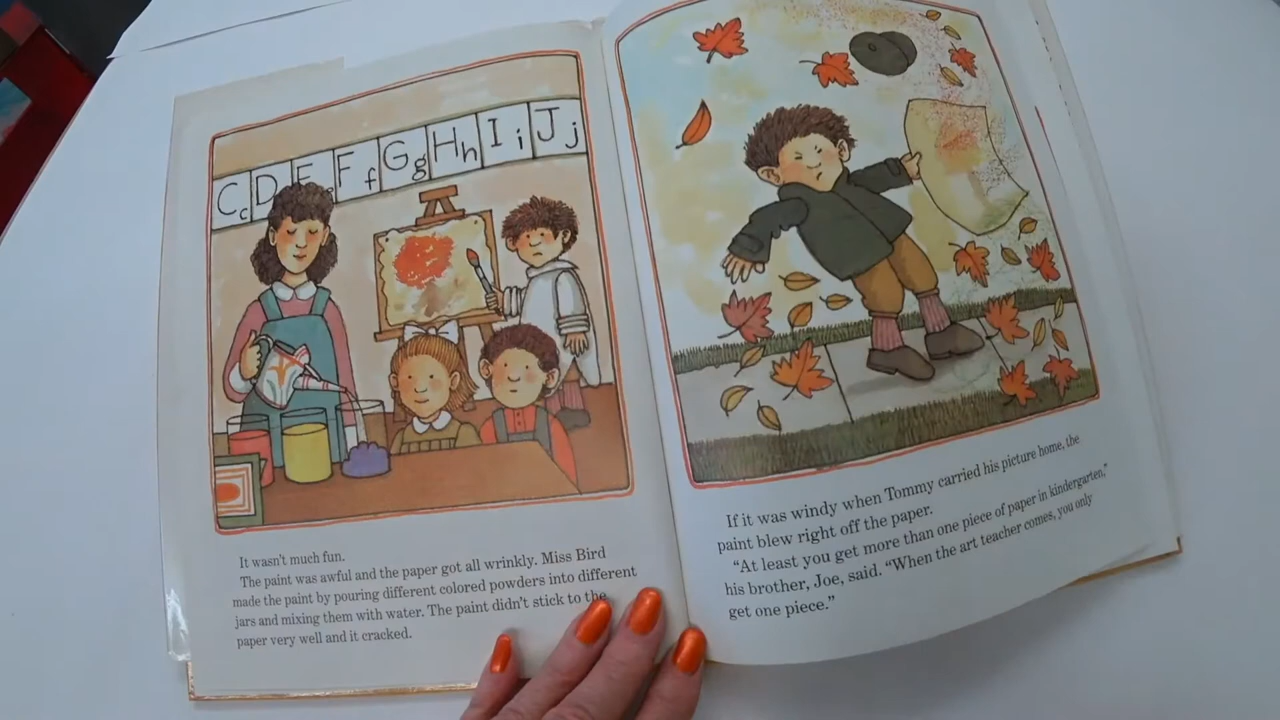 Cc D E F f G g H h I i J j
It wasn't much fun.
The paint was awful and the paper got all wrinkly. Miss Bird
made the paint by pouring different colored powders into different
jars and mixing them with water. The paint didn't stick to the
paper very well and it cracked.
If it was windy when Tommy carried his picture home, the
paint blew right off the paper.
"At least you get more than one piece of paper in kindergarten,"
his brother, Joe, said. "When the art teacher comes, you only
get one piece."